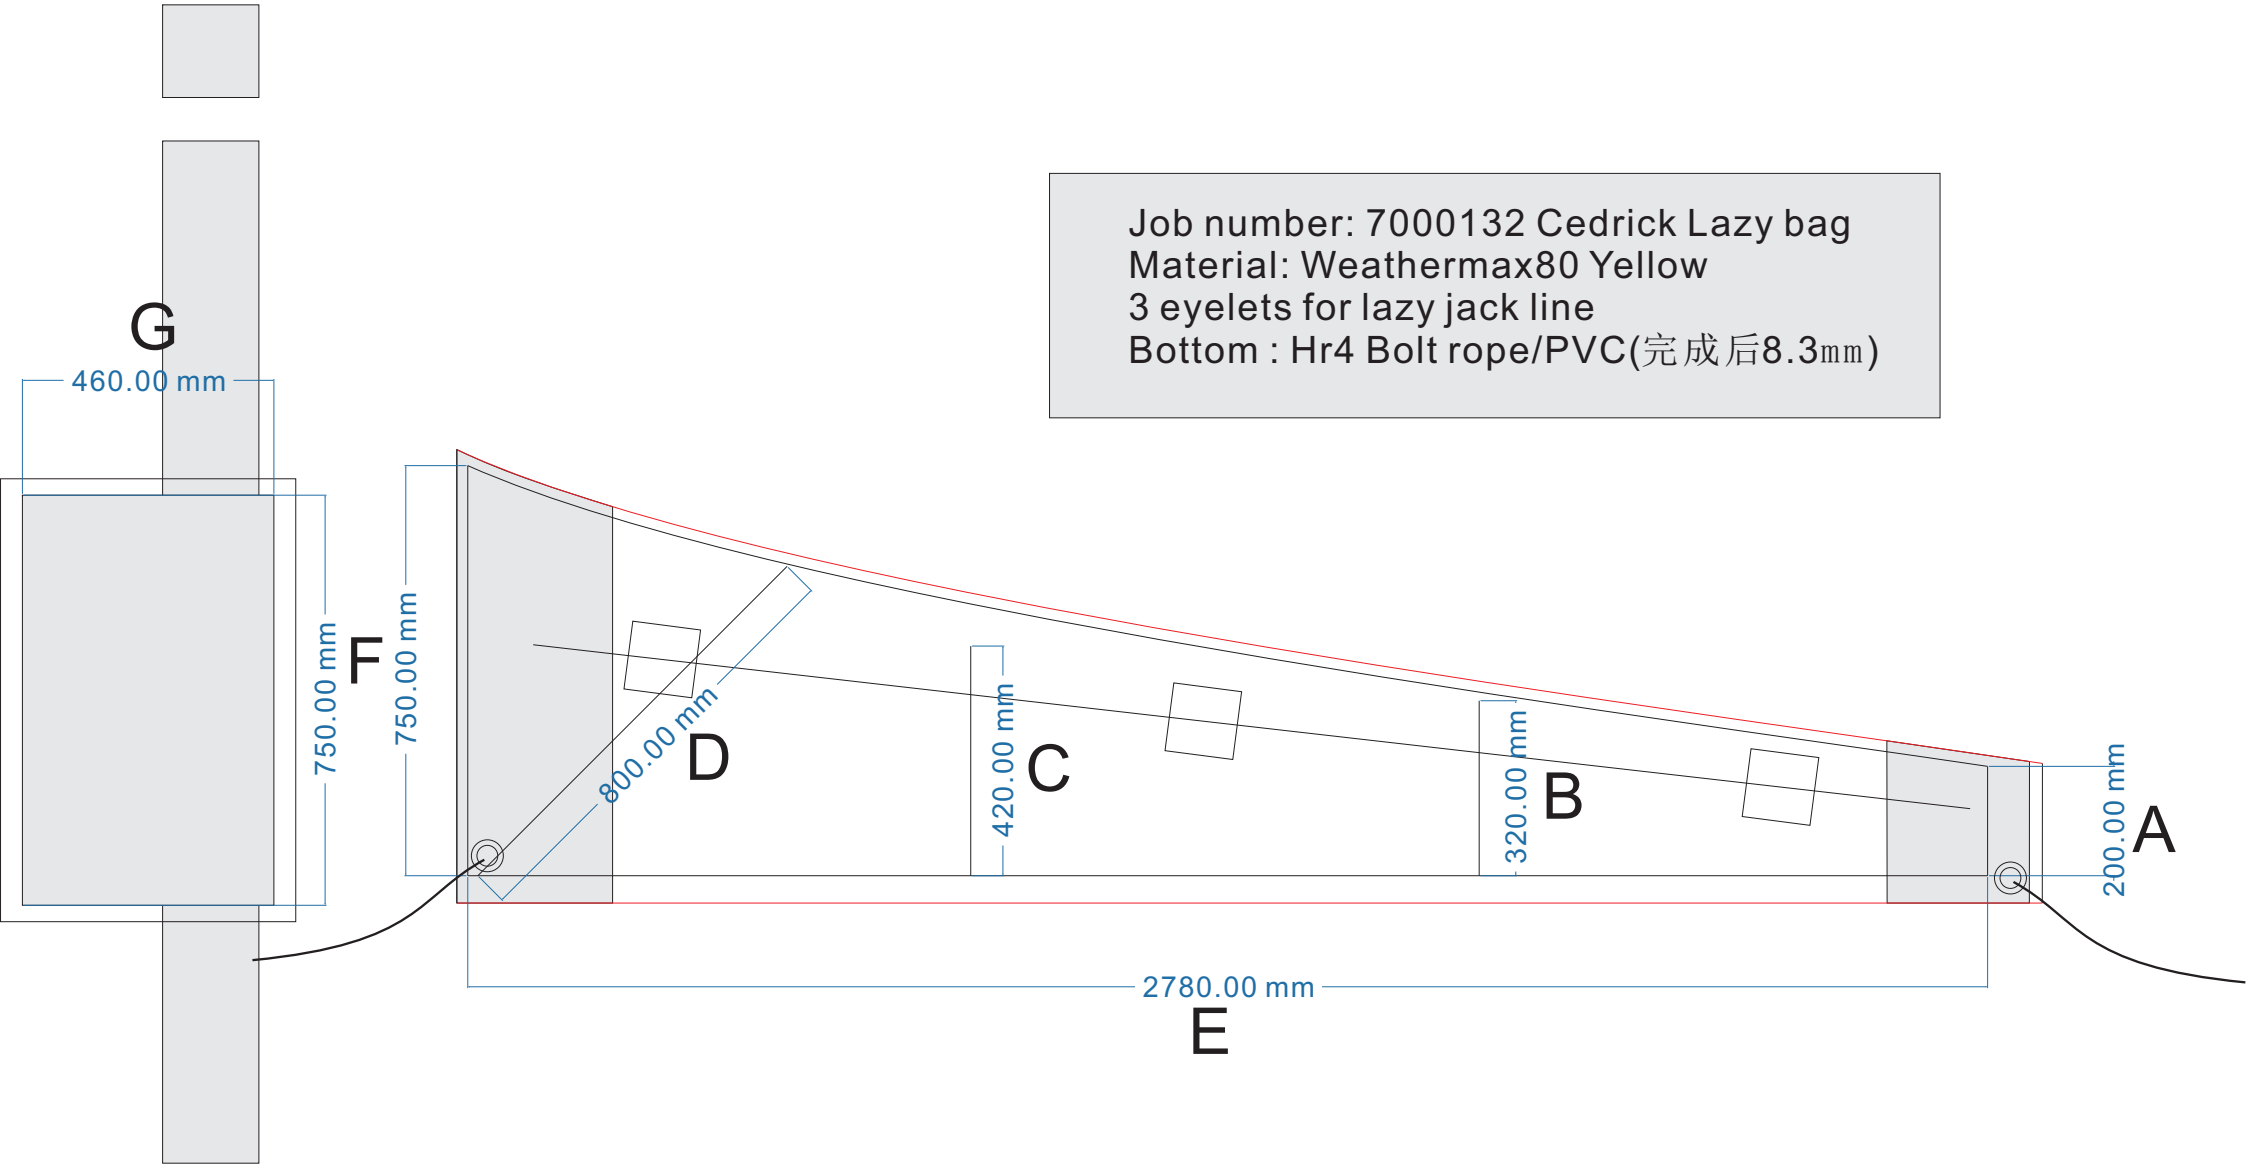 Job number: 7000132 Cedrick Lazy bag
Material: Weathermax80 Yellow
3 eyelets for lazy jack line
Bottom : Hr4 Bolt rope/PVC(完成后8.3mm)
G
460.00 mm
750.00 mm
F
750.00 mm
800.00 mm
D
420.00 mm
C
320.00 mm
B
200.00 mm
A
2780.00 mm
E